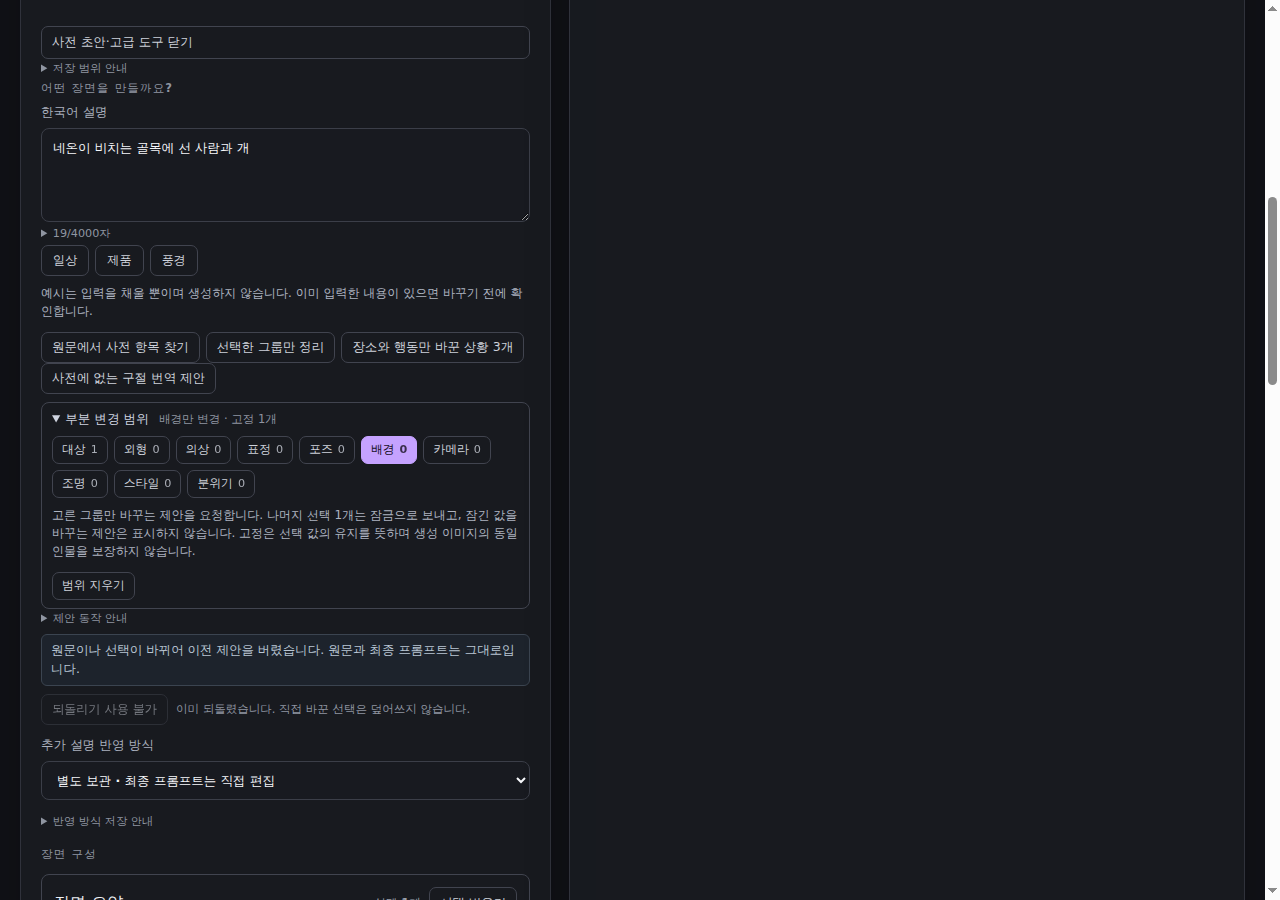 사전 초안·고급 도구 닫기
▶ 저장 범위 안내
어떤 장면을 만들까요?
한국어 설명
네온이 비치는 골목에 선 사람과 개
▶ 19/4000자
일상 제품 풍경
예시는 입력을 채울 뿐이며 생성하지 않습니다. 이미 입력한 내용이 있으면 바꾸기 전에 확
인합니다.
원문에서 사전 항목 찾기 선택한 그룹만 정리 장소와 행동만 바꾼 상황 3개
사전에 없는 구절 번역 제안
▼ 부분 변경 범위 배경만 변경 · 고정 1개
대상 1 외형 0 의상 0 표정 0 포즈 0 배경 0 카메라 0
조명 0 스타일 0 분위기 0
고른 그룹만 바꾸는 제안을 요청합니다. 나머지 선택 1개는 잠금으로 보내고, 잠긴 값을
바꾸는 제안은 표시하지 않습니다. 고정은 선택 값의 유지를 뜻하며 생성 이미지의 동일
인물을 보장하지 않습니다.
범위 지우기
▶ 제안 동작 안내
원문이나 선택이 바뀌어 이전 제안을 버렸습니다. 원문과 최종 프롬프트는 그대로입
니다.
되돌리기 사용 불가 이미 되돌렸습니다. 직접 바꾼 선택은 덮어쓰지 않습니다.
추가 설명 반영 방식
별도 보관 · 최종 프롬프트는 직접 편집
▶ 반영 방식 저장 안내
장면 구성